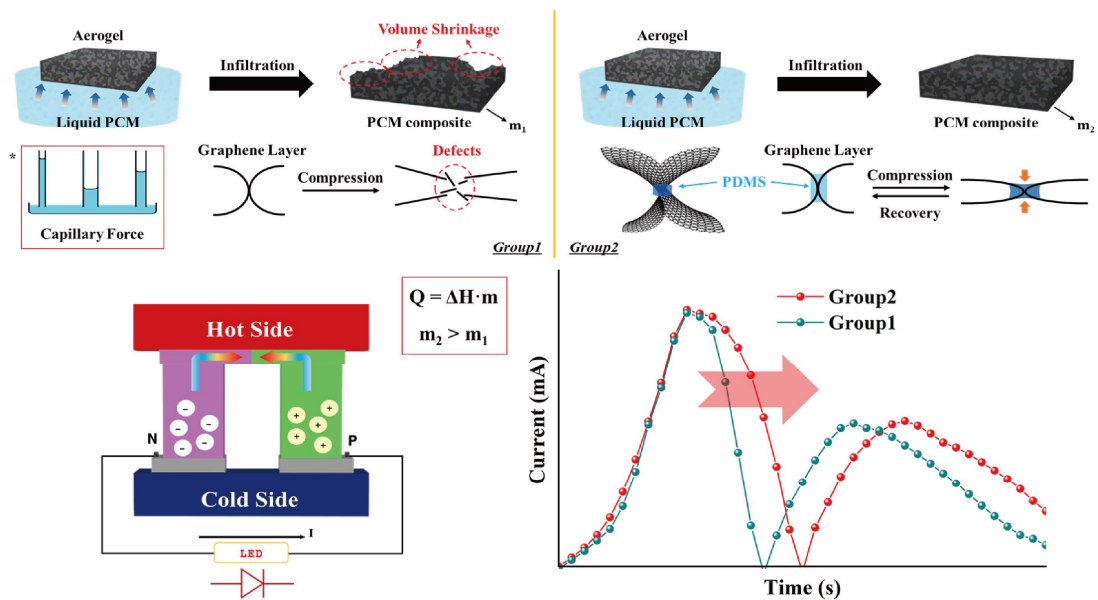 Volume Shrinkage
Aerogel
Infiltration
Liquid PCM
PCM composite
m₁
*
Capillary Force
Graphene Layer
Compression
Defects
Group1
Aerogel
Infiltration
Liquid PCM
PCM composite
m₂
PDMS
Graphene Layer
Compression
Recovery
Group2
Hot Side
Q = ΔH·m
m₂ > m₁
− + 
− +
− +
− +
− +
N
P
Cold Side
I
LED
Group2
Group1
Current (mA)
Time (s)